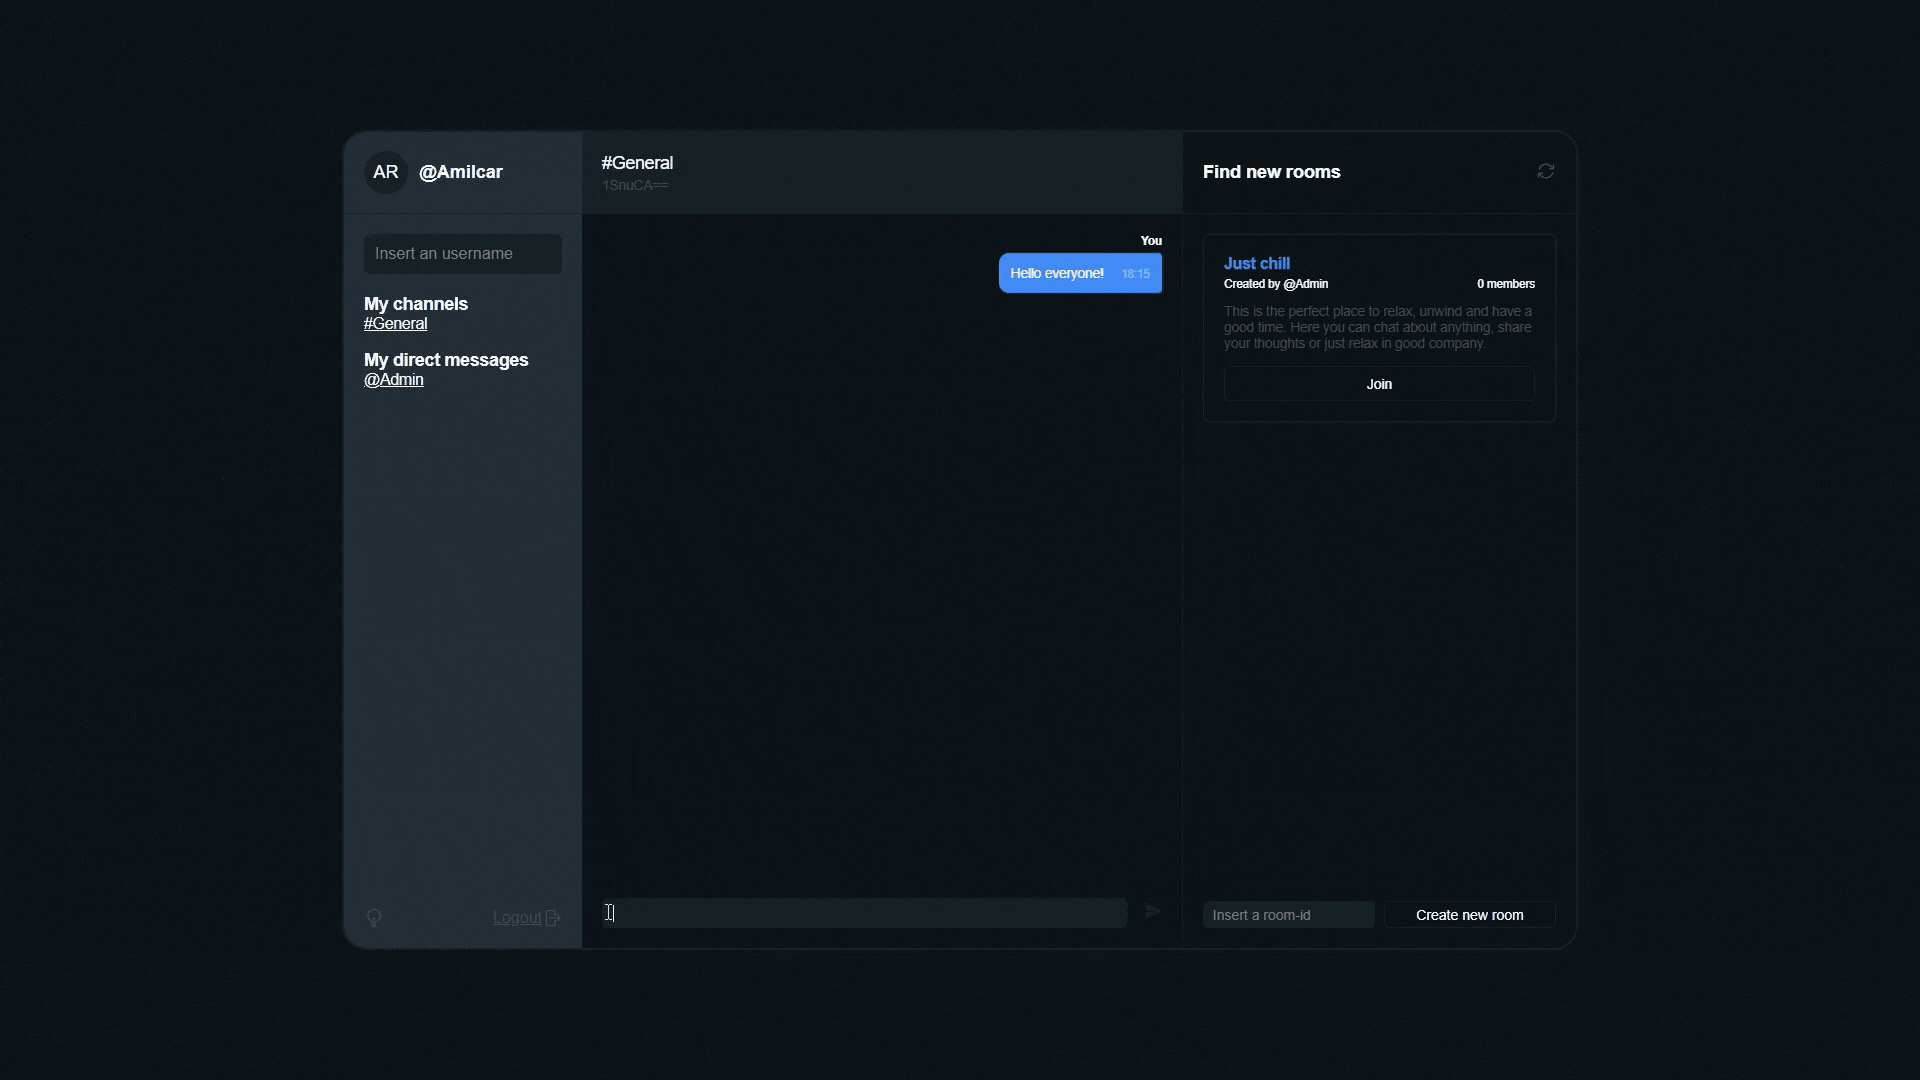 AR @Amilcar
Insert an username
My channels
#General
My direct messages
@Admin
Logout
#General
1SnuCA==
You
Hello everyone! 18:15
Find new rooms
Just chill
Created by @Admin 0 members
This is the perfect place to relax, unwind and have a
good time. Here you can chat about anything, share
your thoughts or just relax in good company.
Join
Insert a room-id
Create new room